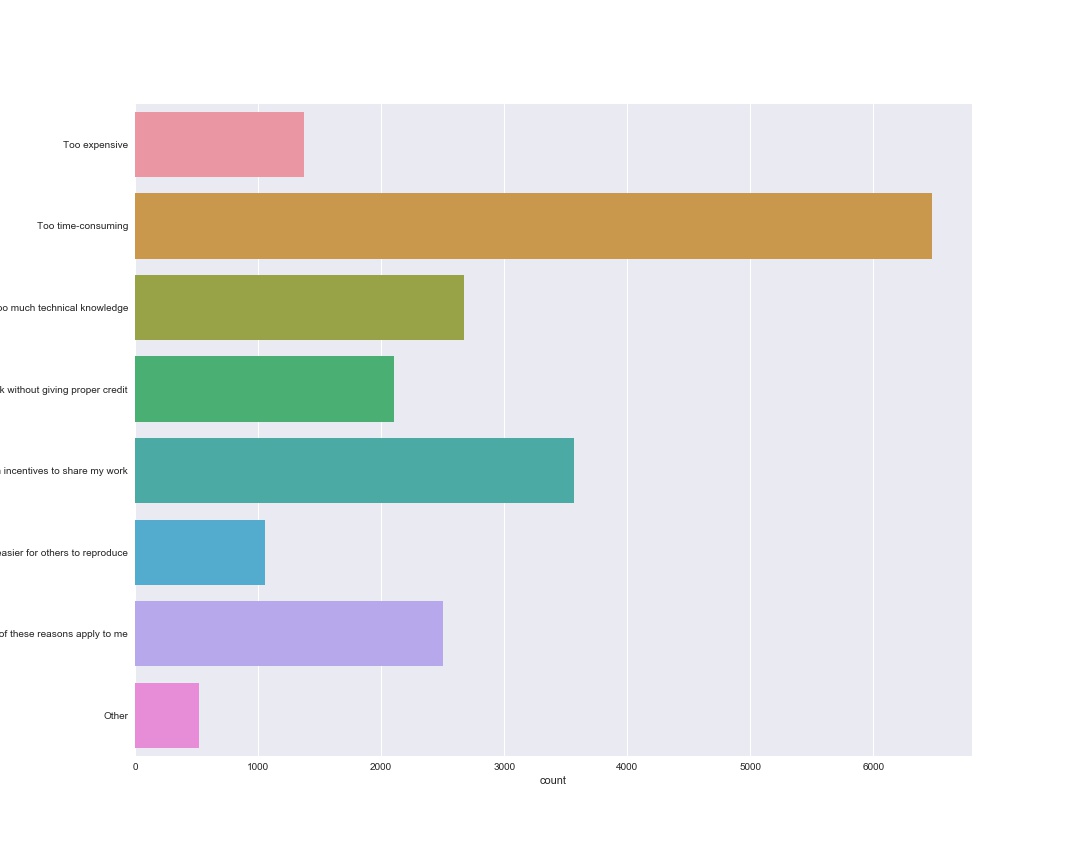 Too expensive
Too time-consuming
much technical knowledge
without giving proper credit
incentives to share my work
easier for others to reproduce
of these reasons apply to me
Other
0 1000 2000 3000 4000 5000 6000
count